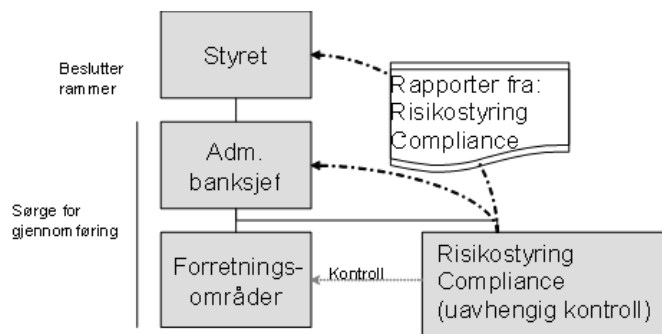 Styret
Beslutter
rammer
Rapporter fra:
Risikostyring
Compliance
Adm.
banksjef
Sørge for
gjennomføring
Forretnings-
områder
Kontroll
Risikostyring
Compliance
(uavhengig kontroll)